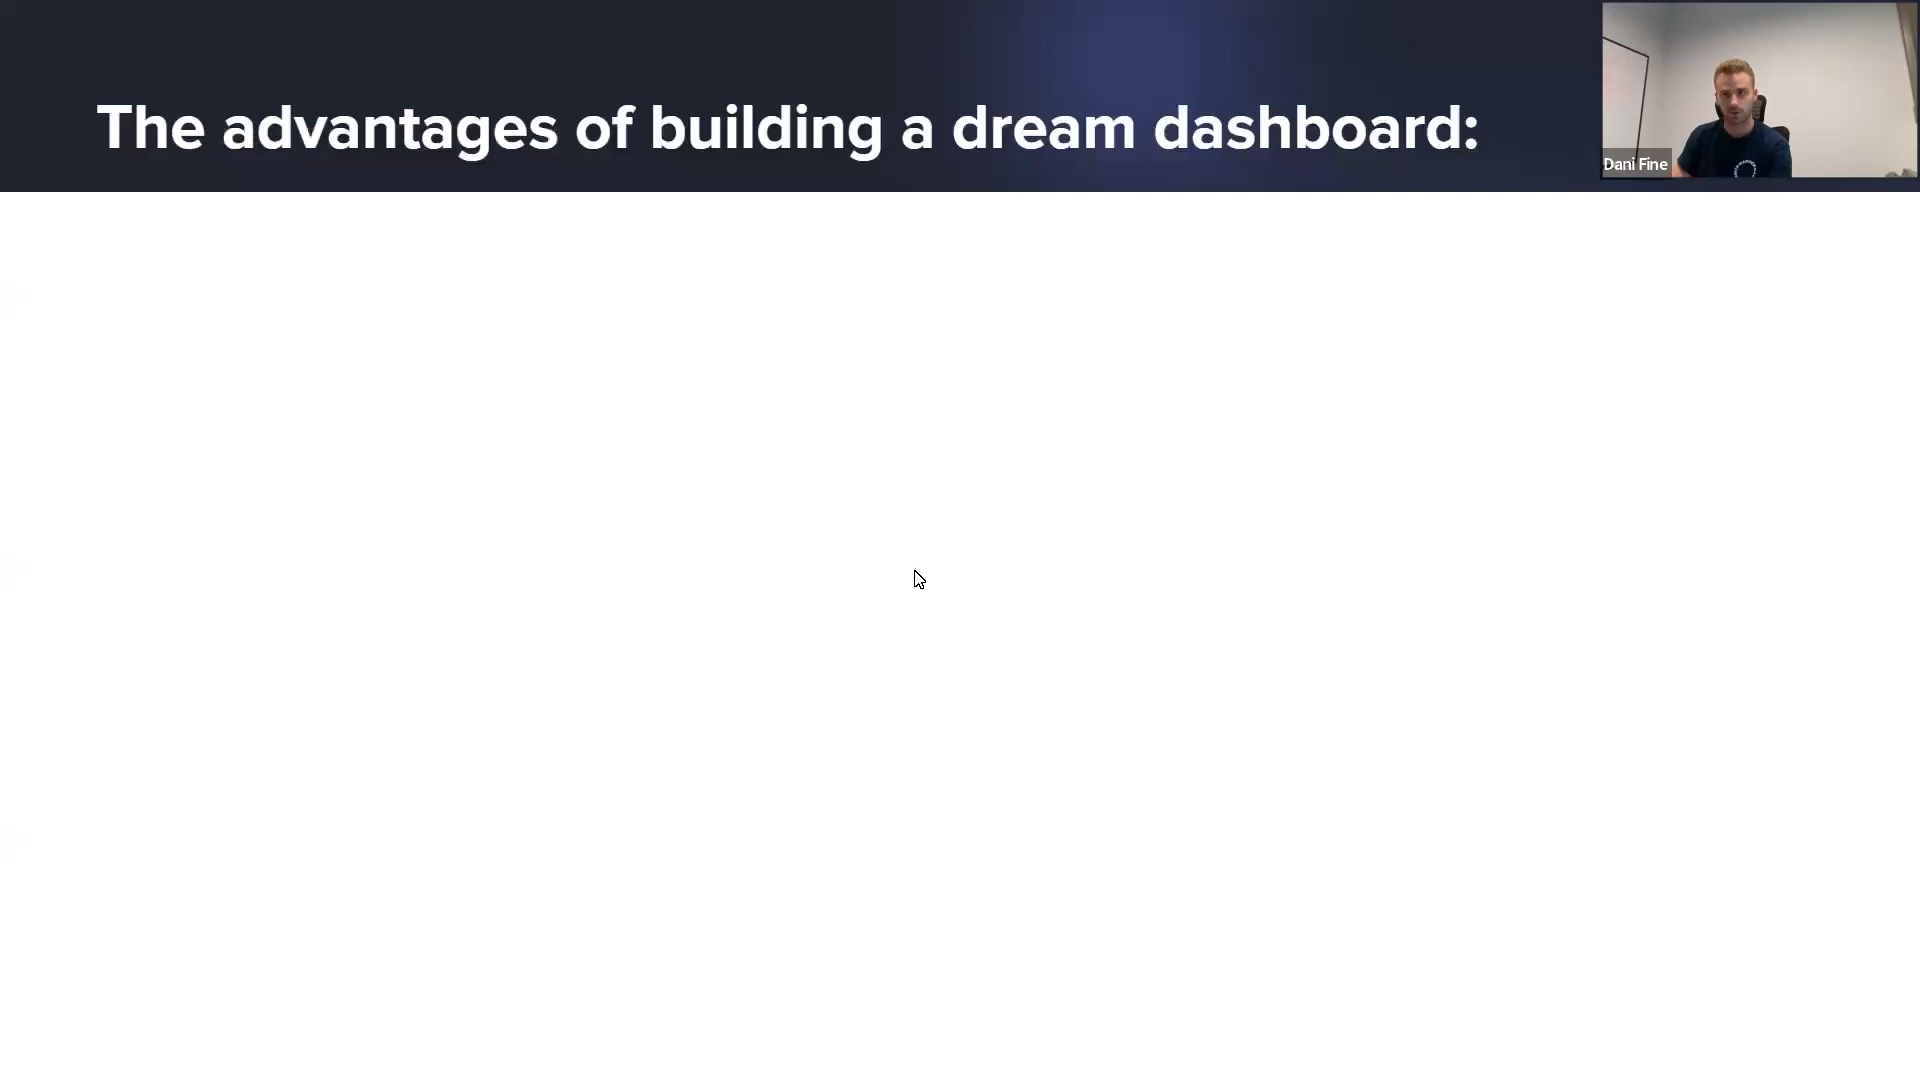 The advantages of building a dream dashboard:
Dani Fine